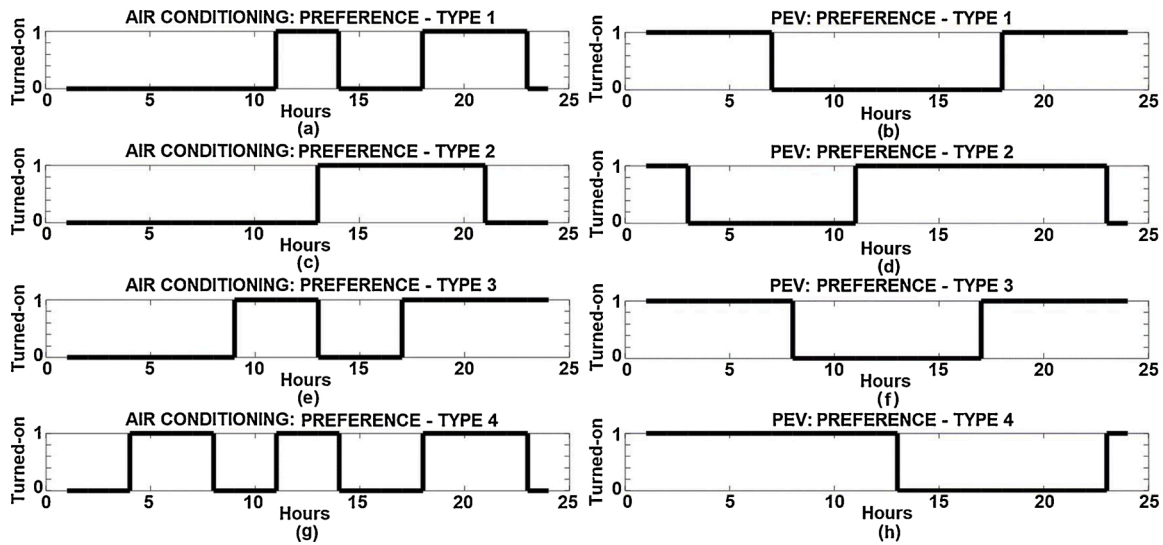 AIR CONDITIONING: PREFERENCE - TYPE 1
Turned-on
1
0
5 10 15 20 25
Hours
(a)
PEV: PREFERENCE - TYPE 1
Turned-on
1
0
0 5 10 15 20 25
Hours
(b)
AIR CONDITIONING: PREFERENCE - TYPE 2
Turned-on
1
0
0 5 10 15 20 25
Hours
(c)
PEV: PREFERENCE - TYPE 2
Turned-on
1
0
0 5 10 15 20 25
Hours
(d)
AIR CONDITIONING: PREFERENCE - TYPE 3
Turned-on
1
0
0 5 10 15 20 25
Hours
(e)
PEV: PREFERENCE - TYPE 3
Turned-on
1
0
0 5 10 15 20 25
Hours
(f)
AIR CONDITIONING: PREFERENCE - TYPE 4
Turned-on
1
0
0 5 10 15 20 25
Hours
(g)
PEV: PREFERENCE - TYPE 4
Turned-on
1
0
0 5 10 15 20 25
Hours
(h)